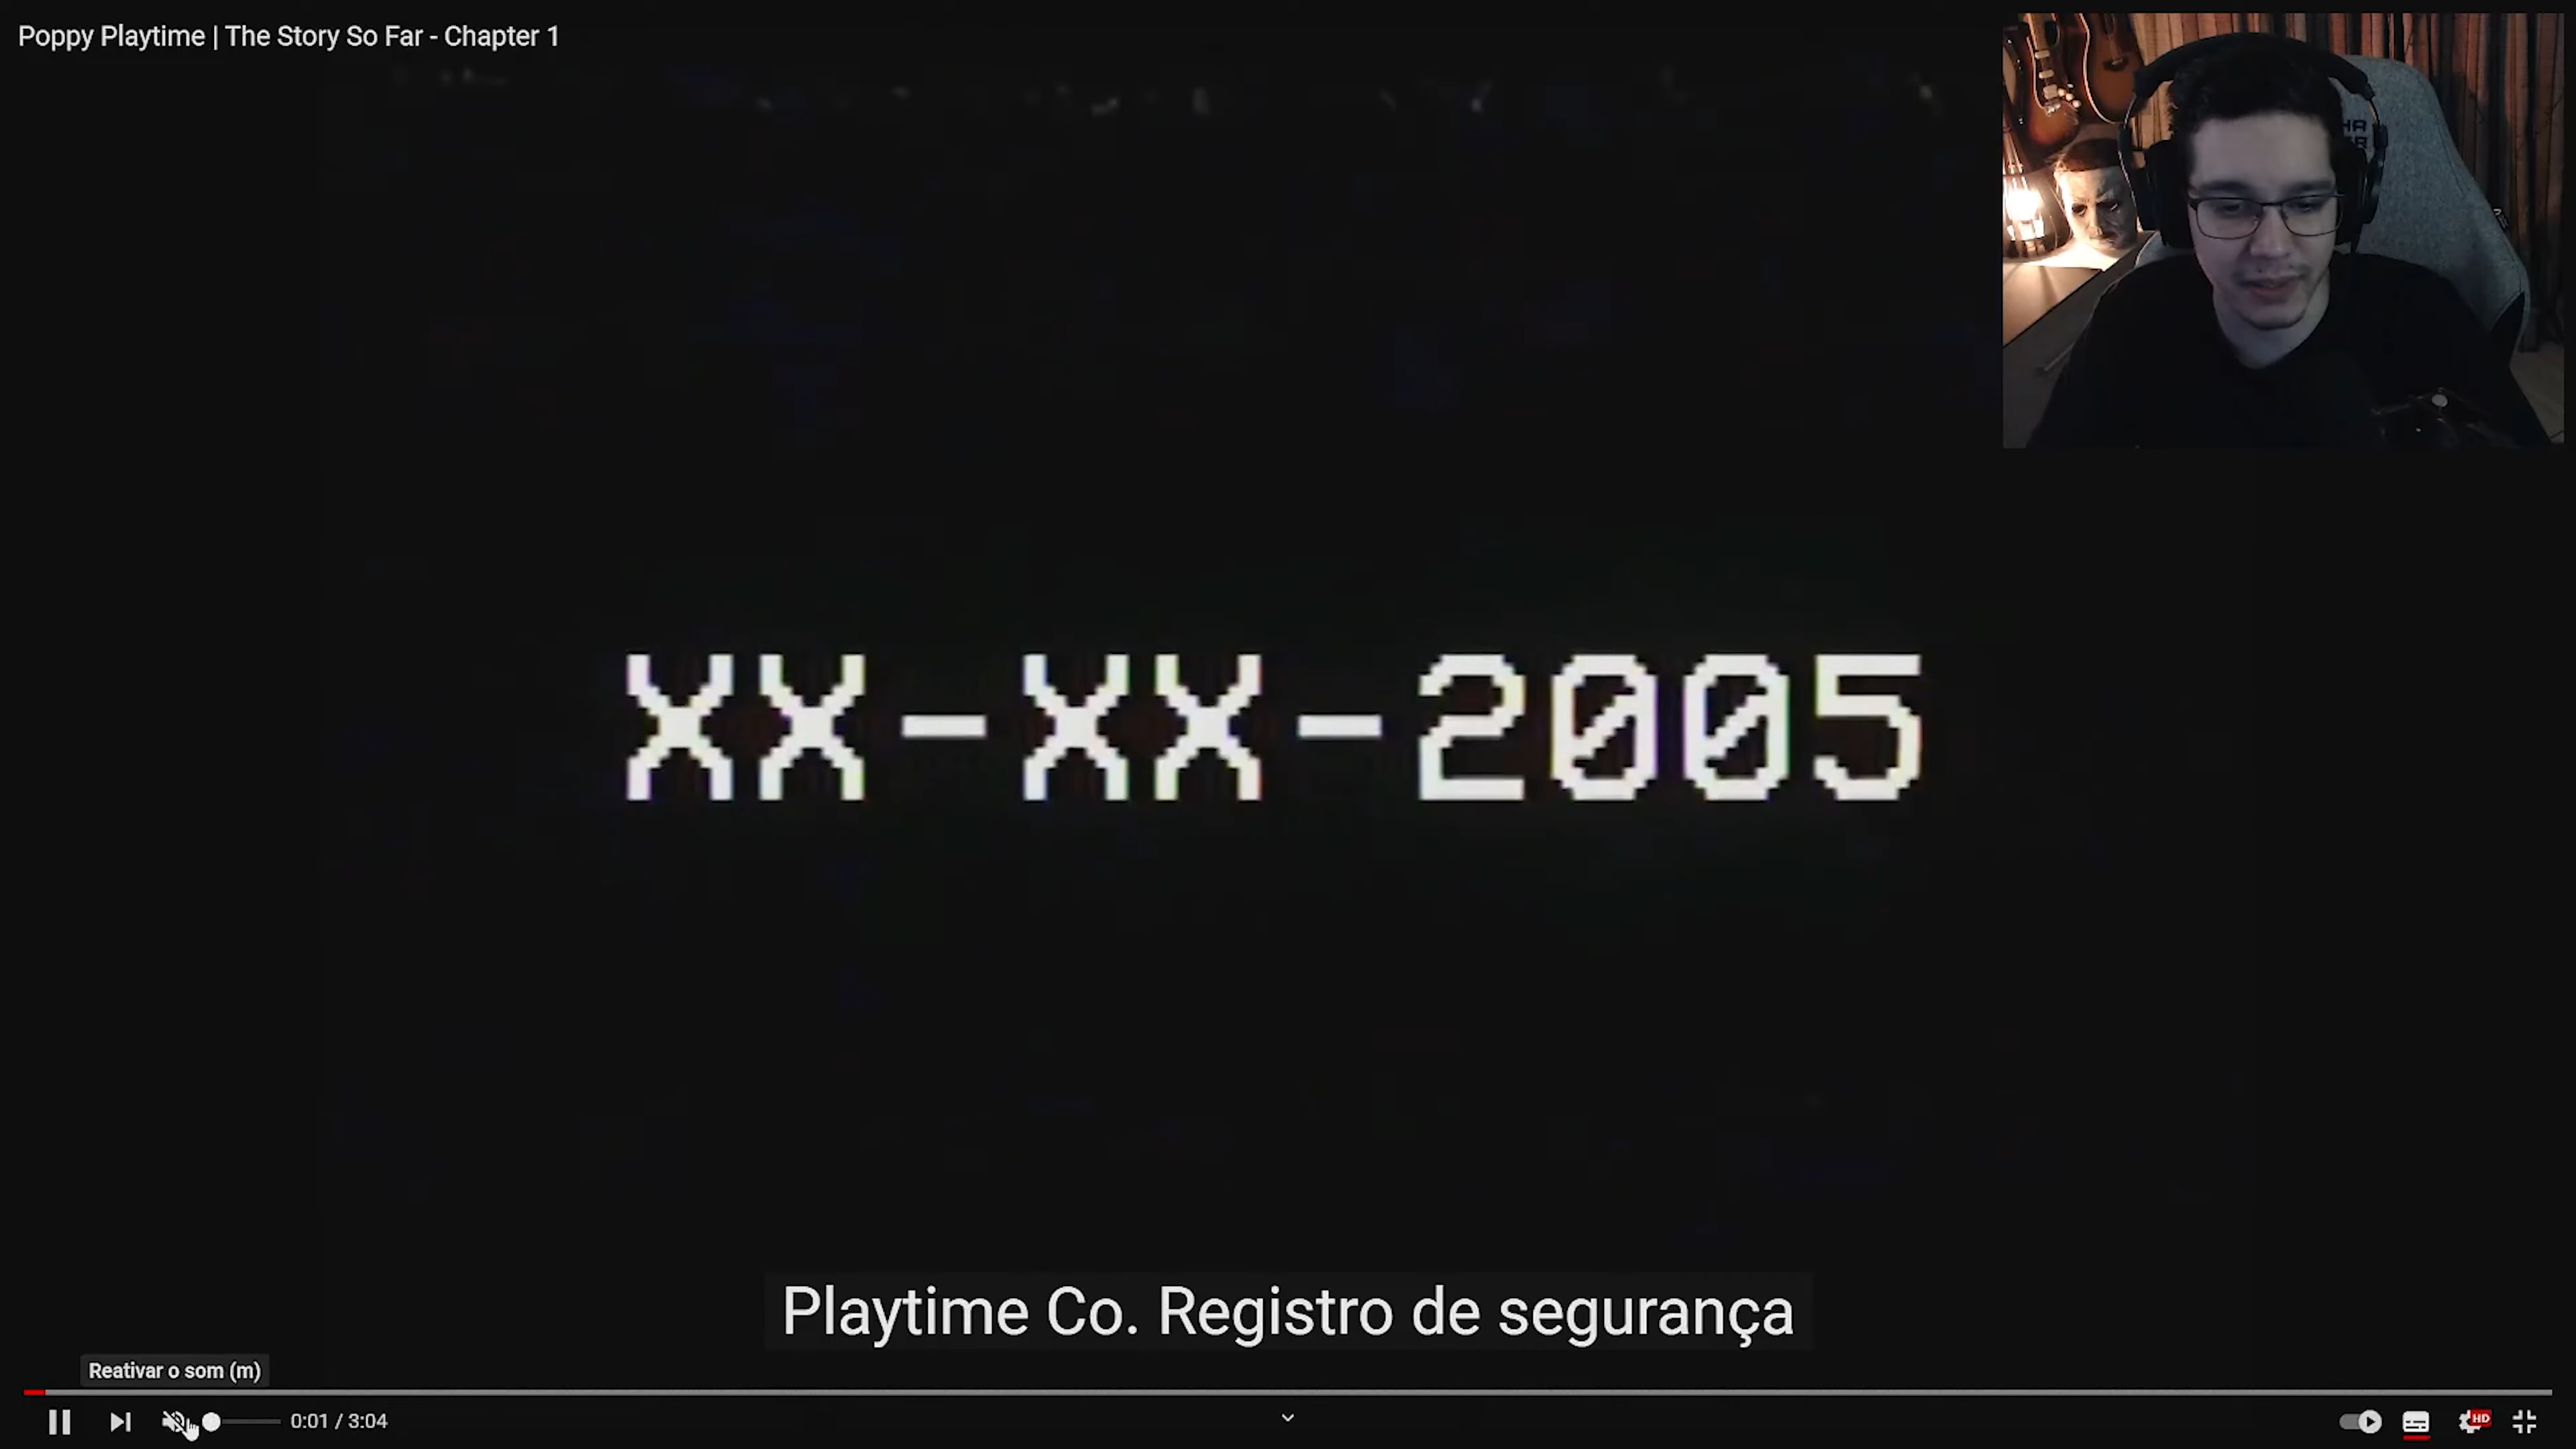 Poppy Playtime | The Story So Far - Chapter 1
XX-XX-2005
Playtime Co. Registro de segurança
Reativar o som (m)
0:01 / 3:04
HD